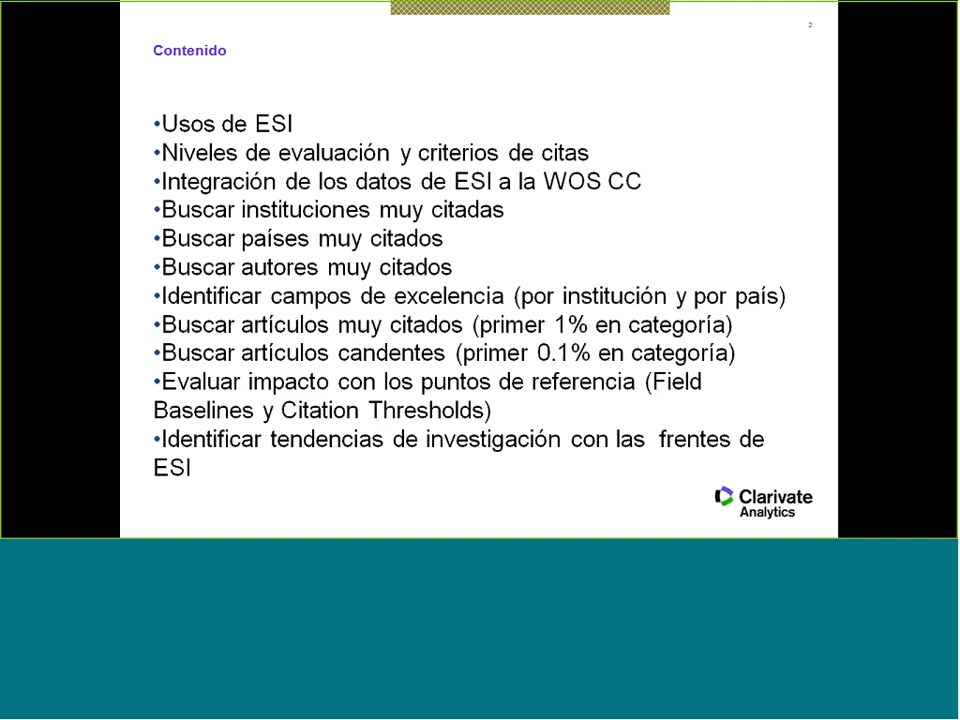 2
Contenido
•Usos de ESI
•Niveles de evaluación y criterios de citas
•Integración de los datos de ESI a la WOS CC
•Buscar instituciones muy citadas
•Buscar países muy citados
•Buscar autores muy citados
•Identificar campos de excelencia (por institución y por país)
•Buscar artículos muy citados (primer 1% en categoría)
•Buscar artículos candentes (primer 0.1% en categoría)
•Evaluar impacto con los puntos de referencia (Field
Baselines y Citation Thresholds)
•Identificar tendencias de investigación con las frentes de
ESI
Clarivate
Analytics